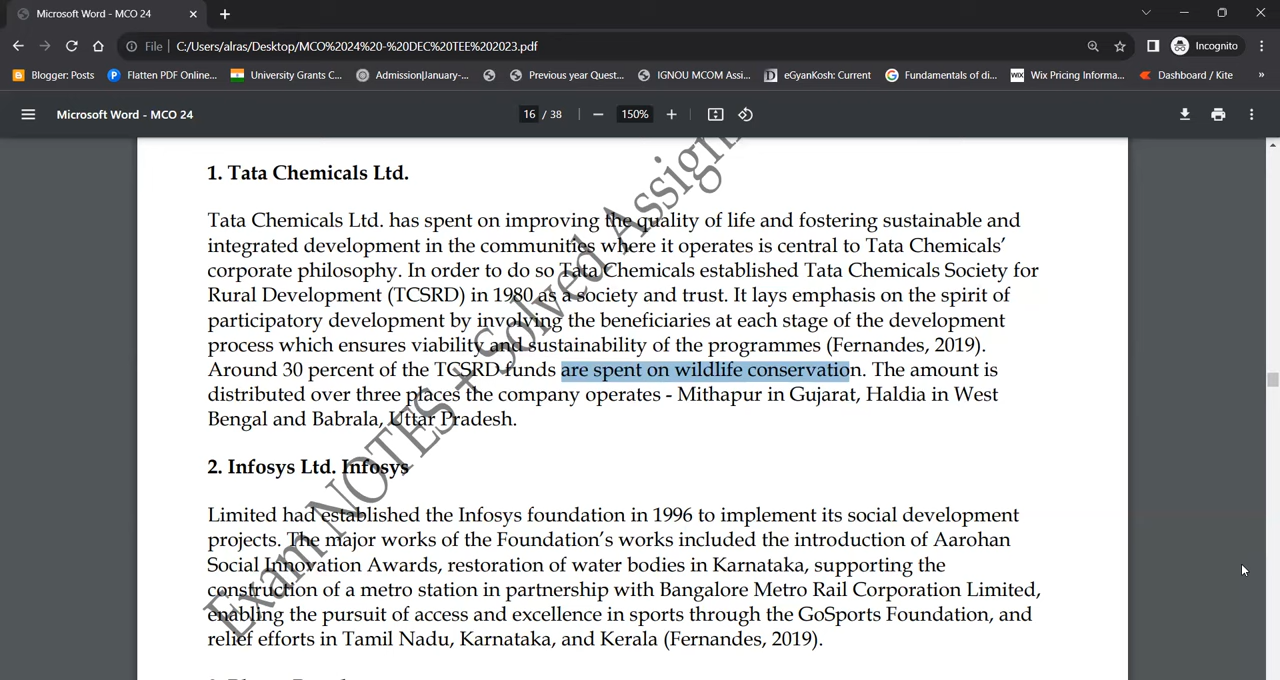 Microsoft Word - MCO 24
File C:/Users/alras/Desktop/MCO%2024%20-%20DEC%20TEE%202023.pdf
Incognito
Blogger: Posts
Flatten PDF Online...
University Grants C...
Admission|January-...
Previous year Quest...
IGNOU MCOM Assi...
eGyanKosh: Current
Fundamentals of di...
WIX Wix Pricing Informa...
Dashboard / Kite
»
Microsoft Word - MCO 24
16 / 38
150%
1. Tata Chemicals Ltd.
Tata Chemicals Ltd. has spent on improving the quality of life and fostering sustainable and
integrated development in the communities where it operates is central to Tata Chemicals’
corporate philosophy. In order to do so Tata Chemicals established Tata Chemicals Society for
Rural Development (TCSRD) in 1980 as a society and trust. It lays emphasis on the spirit of
participatory development by involving the beneficiaries at each stage of the development
process which ensures viability and sustainability of the programmes (Fernandes, 2019).
Around 30 percent of the TCSRD funds are spent on wildlife conservation. The amount is
distributed over three places the company operates - Mithapur in Gujarat, Haldia in West
Bengal and Babrala, Uttar Pradesh.
2. Infosys Ltd. Infosys
Limited had established the Infosys foundation in 1996 to implement its social development
projects. The major works of the Foundation’s works included the introduction of Aarohan
Social Innovation Awards, restoration of water bodies in Karnataka, supporting the
construction of a metro station in partnership with Bangalore Metro Rail Corporation Limited,
enabling the pursuit of access and excellence in sports through the GoSports Foundation, and
relief efforts in Tamil Nadu, Karnataka, and Kerala (Fernandes, 2019).
Exam NOTES + Solved Assign